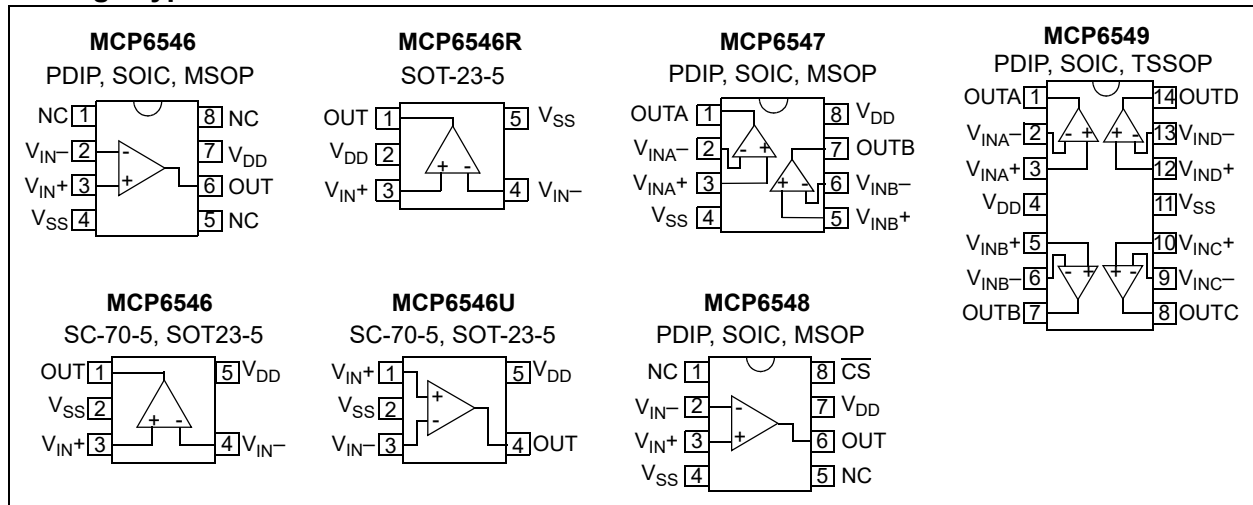 MCP6546
PDIP, SOIC, MSOP
NC 1
VIN– 2
VIN+ 3
VSS 4
8 NC
7 VDD
6 OUT
5 NC
- +
MCP6546R
SOT-23-5
OUT 1
VDD 2
VIN+ 3
5 VSS
4 VIN–
+ -
MCP6547
PDIP, SOIC, MSOP
OUTA 1
VINA– 2
VINA+ 3
VSS 4
8 VDD
7 OUTB
6 VINB–
5 VINB+
- +
+ -
MCP6549
PDIP, SOIC, TSSOP
OUTA 1
VINA– 2
VINA+ 3
VDD 4
VINB+ 5
VINB– 6
OUTB 7
14 OUTD
13 VIND–
12 VIND+
11 VSS
10 VINC+
9 VINC–
8 OUTC
- + + -
- + + -
MCP6546
SC-70-5, SOT23-5
OUT 1
VSS 2
VIN+ 3
5 VDD
4 VIN–
+ -
MCP6546U
SC-70-5, SOT-23-5
VIN+ 1
VSS 2
VIN– 3
5 VDD
4 OUT
+ -
MCP6548
PDIP, SOIC, MSOP
NC 1
VIN– 2
VIN+ 3
VSS 4
8 CS
7 VDD
6 OUT
5 NC
- +